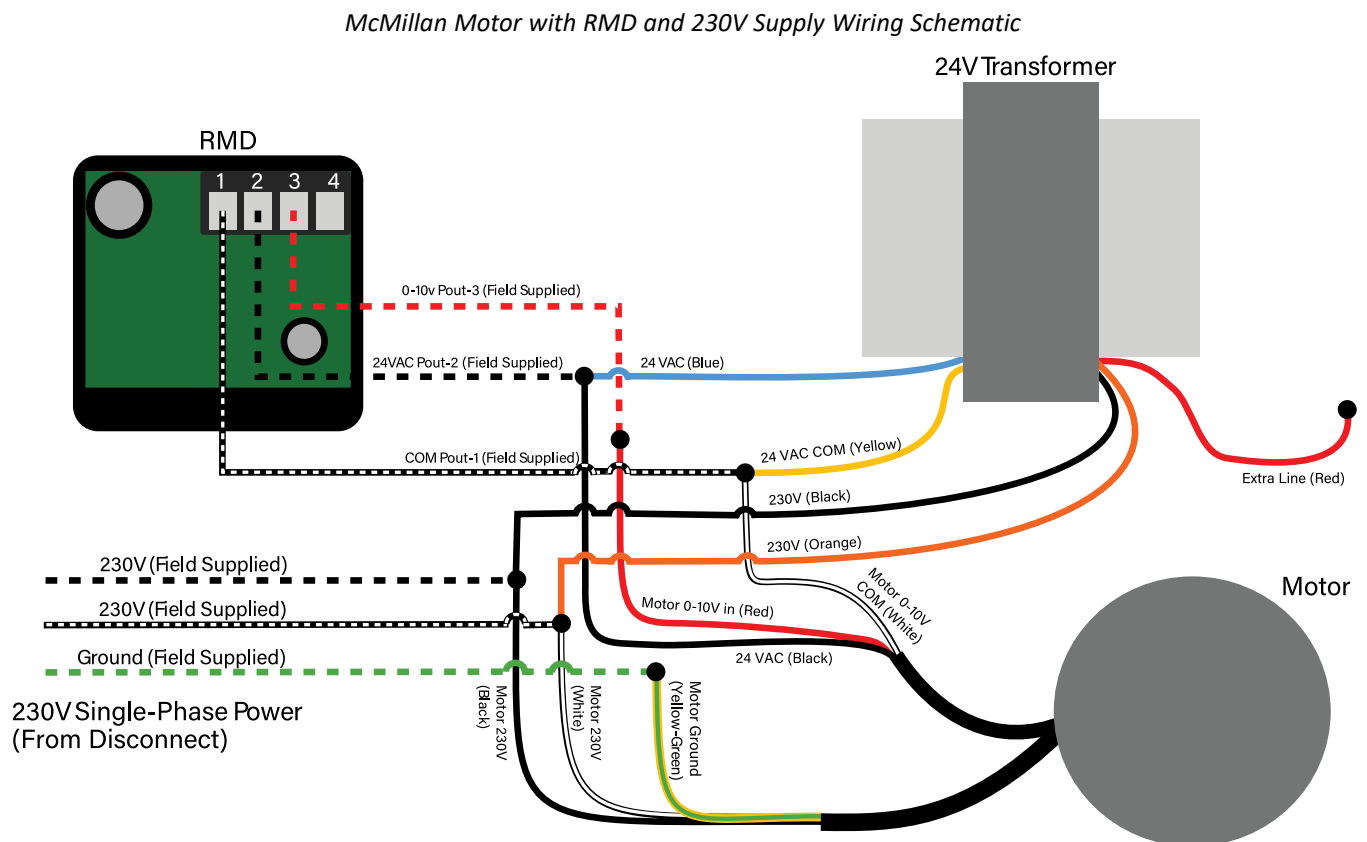 McMillan Motor with RMD and 230V Supply Wiring Schematic
24V Transformer
RMD
1 2 3 4
0-10v Pout-3 (Field Supplied)
24VAC Pout-2 (Field Supplied)
24 VAC (Blue)
COM Pout-1 (Field Supplied)
24 VAC COM (Yellow)
Extra Line (Red)
230V (Black)
230V (Orange)
230V (Field Supplied)
230V (Field Supplied)
Ground (Field Supplied)
230V Single-Phase Power
(From Disconnect)
Motor 0-10V in (Red)
24 VAC (Black)
Motor 0-10V
COM (White)
Motor
Motor 230V
(Black)
Motor 230V
(White)
Motor Ground
(Yellow-Green)